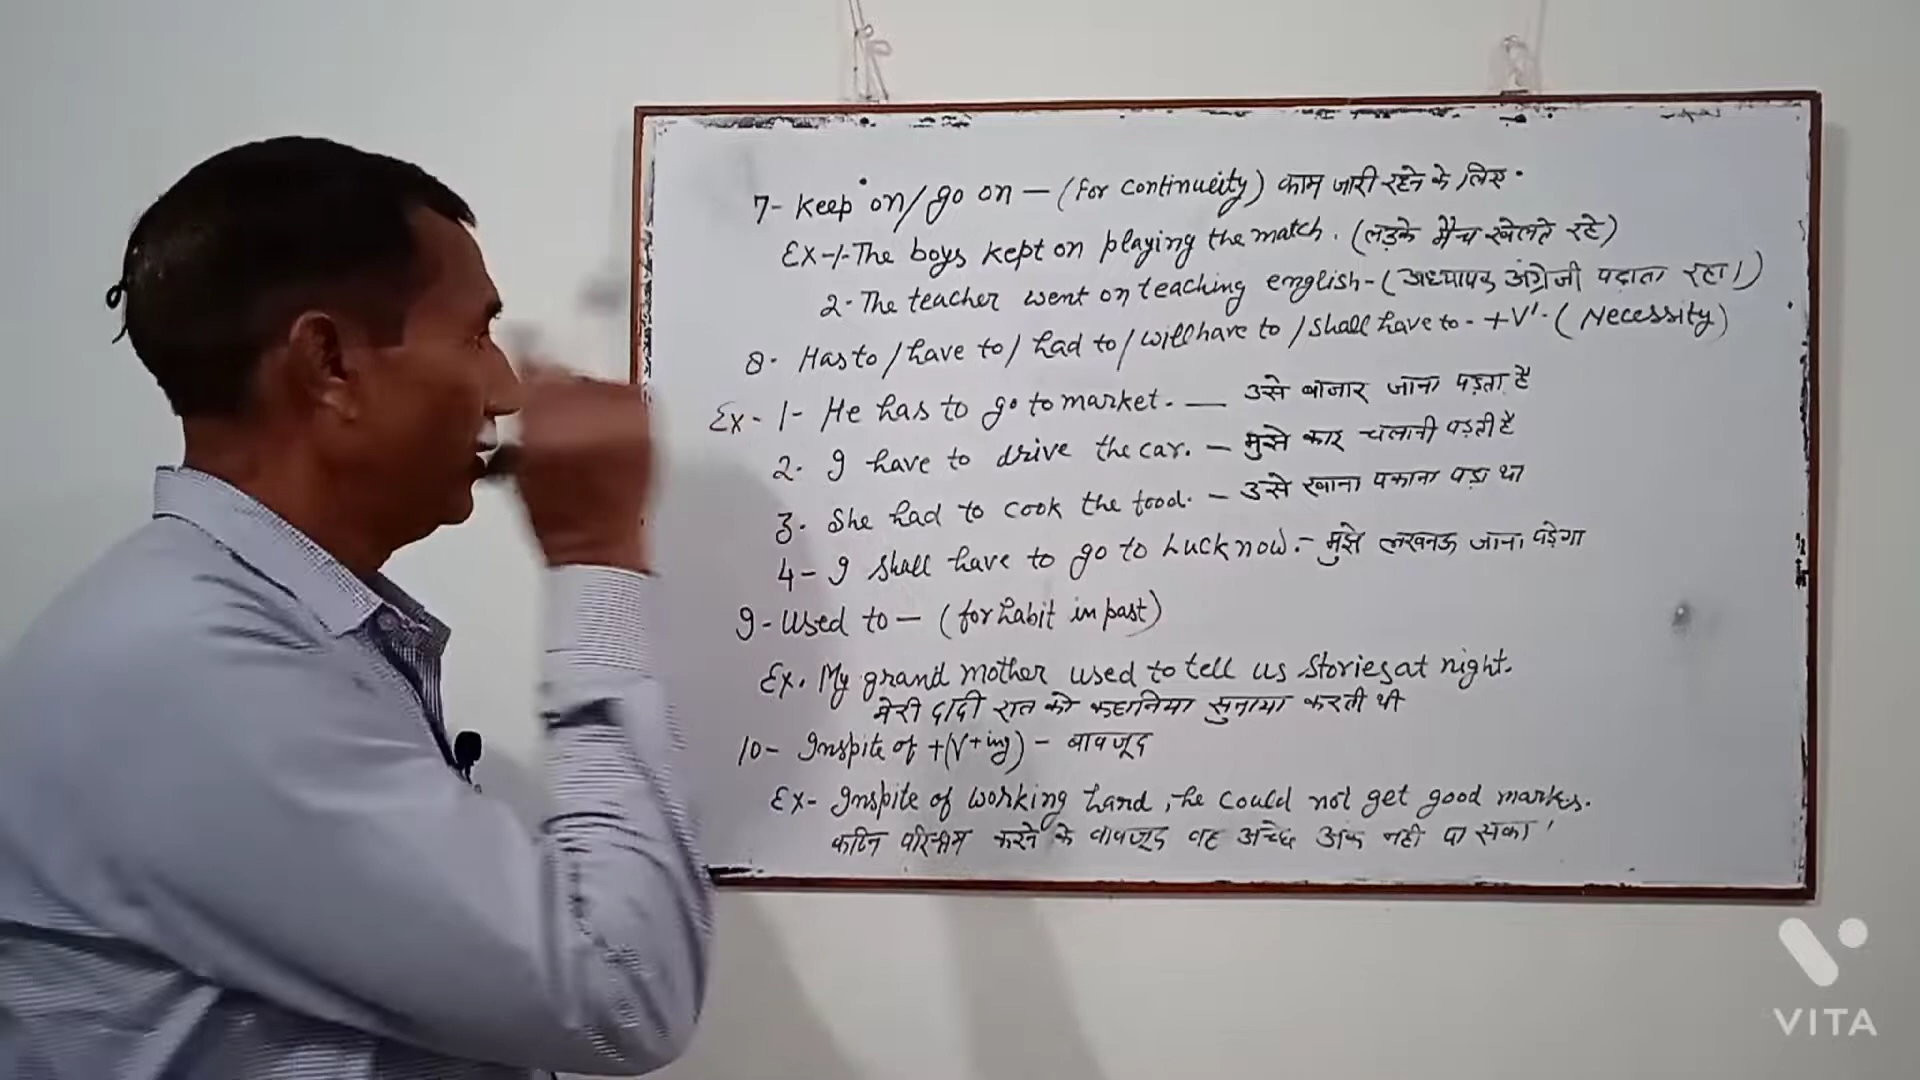 7- Keep on/go on — (for continueity) काम जारी रहने के लिए.
Ex-1-The boys kept on playing the match. (लड़के मैच खेलते रहे)
2-The teacher went on teaching english-(अध्यापक अंग्रेजी पढ़ाता रहा।)
8- Has to/have to/ had to/will have to/shall have to- +V'-(Necessity)
Ex-1- He has to go to market. — उसे बाजार जाना पड़ता है
2. I have to drive the car. — मुझे कार चलानी पड़ती है
3. She had to cook the food. — उसे खाना पकाना पड़ा था
4- I shall have to go to Lucknow.- मुझे लखनऊ जाना पड़ेगा
9-Used to— (for habit in past)
Ex. My grand mother used to tell us stories at night.
मेरी दादी रात को कहानिया सुनाया करती थी
10- Inspite of +(V+ing) - बावजूद
Ex- Inspite of working hard, he could not get good marks.
कठिन परिश्रम करने के बावजूद वह अच्छे अंक नही पा सका।
VITA